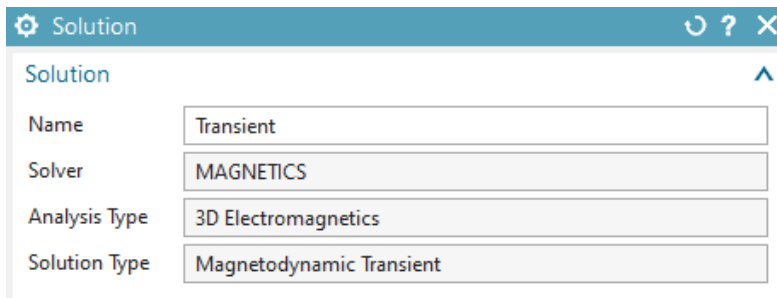 Solution ?
Solution
Name Transient
Solver MAGNETICS
Analysis Type 3D Electromagnetics
Solution Type Magnetodynamic Transient